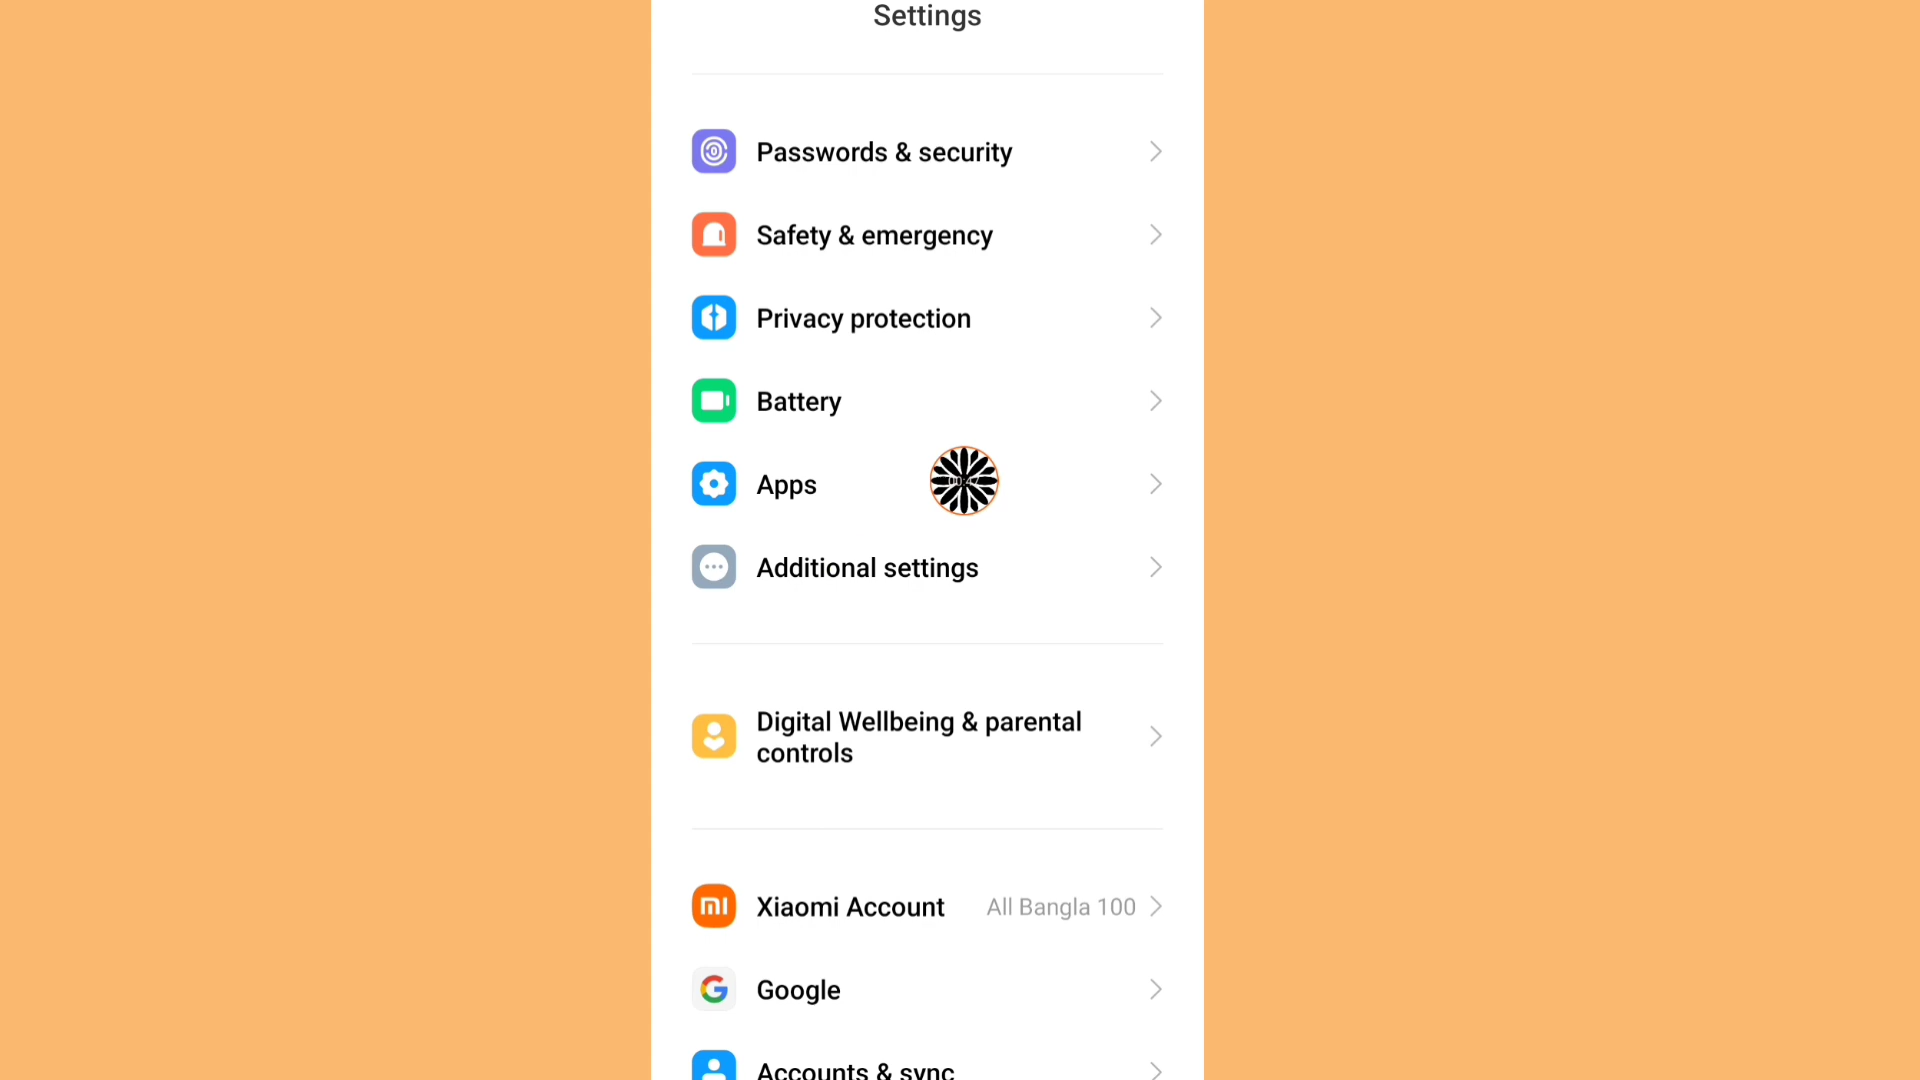 Settings
Passwords & security
Safety & emergency
Privacy protection
Battery
Apps
Additional settings
Digital Wellbeing & parental
controls
Xiaomi Account All Bangla 100
Google
Accounts & sync